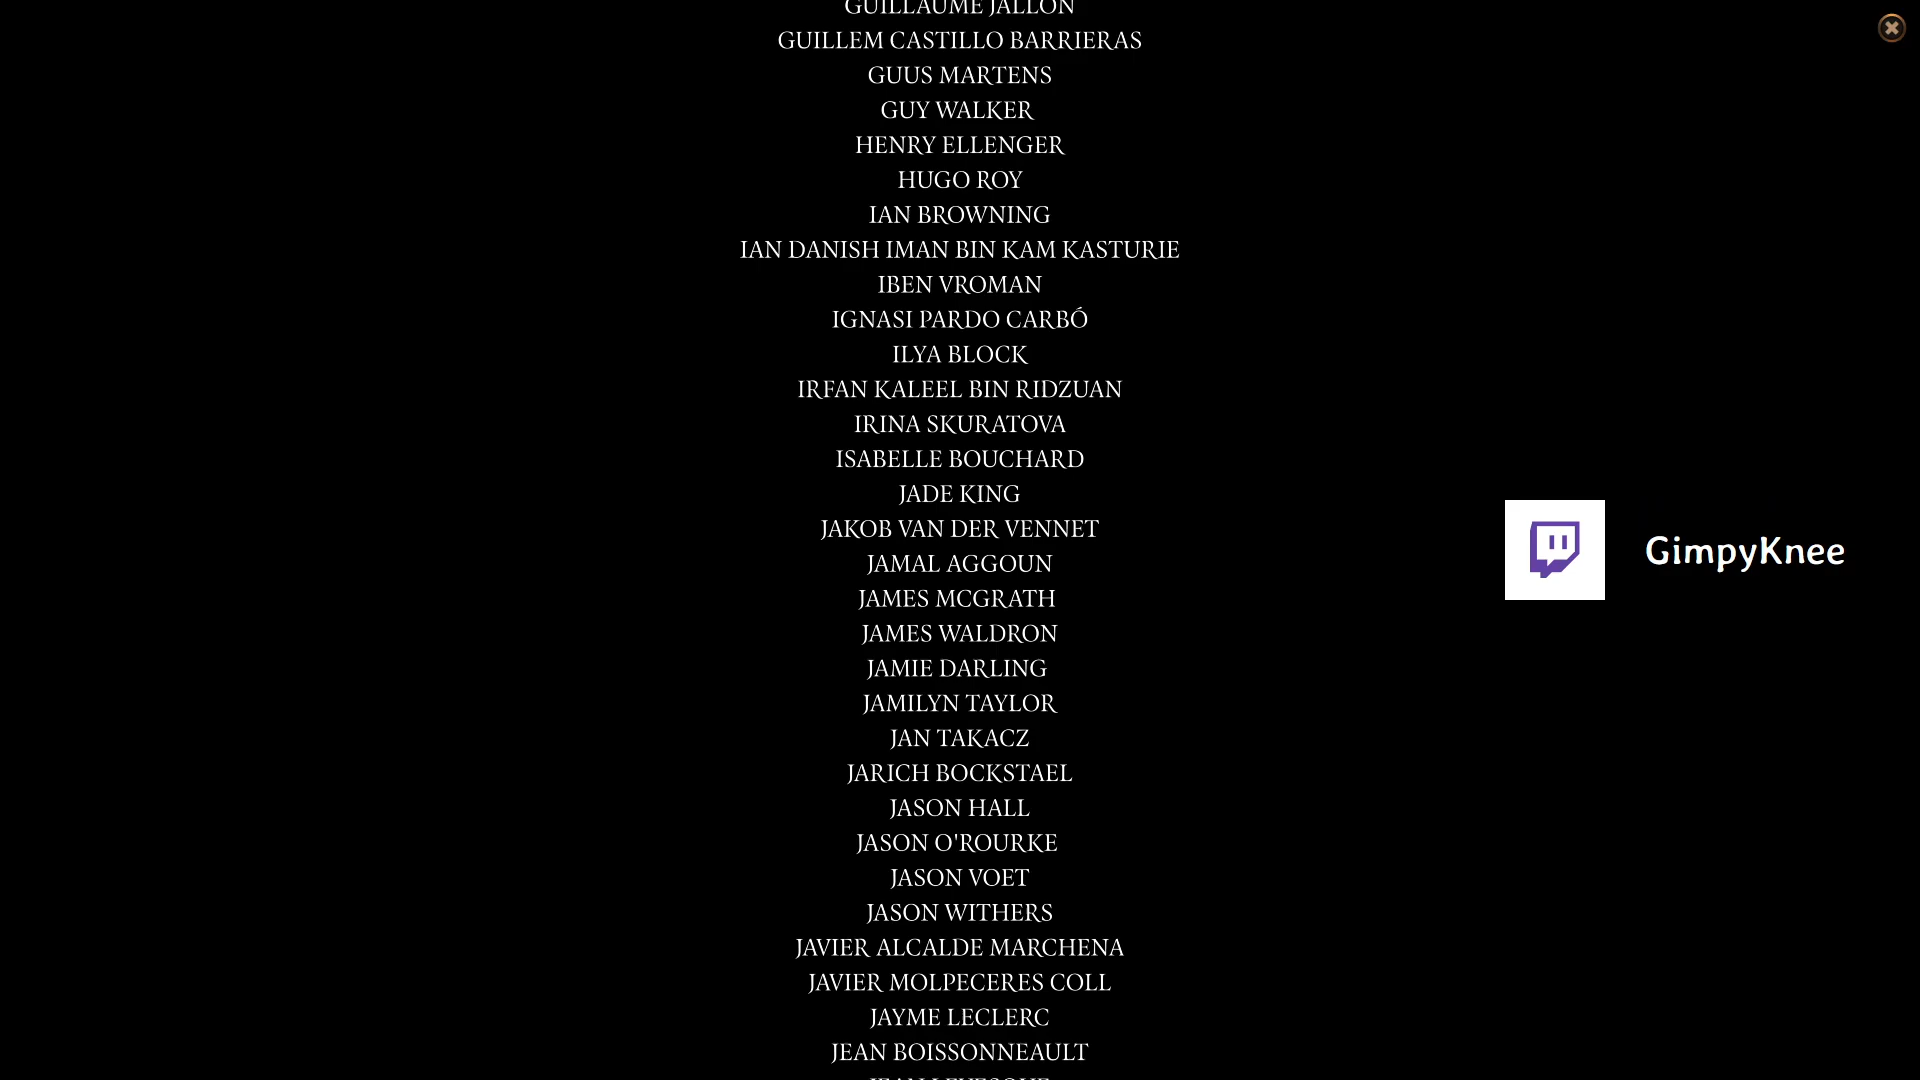 GUILLAUME JALLON
GUILLEM CASTILLO BARRIERAS
GUUS MARTENS
GUY WALKER
HENRY ELLENGER
HUGO ROY
IAN BROWNING
IAN DANISH IMAN BIN KAM KASTURIE
IBEN VROMAN
IGNASI PARDO CARBÓ
ILYA BLOCK
IRFAN KALEEL BIN RIDZUAN
IRINA SKURATOVA
ISABELLE BOUCHARD
JADE KING
JAKOB VAN DER VENNET
JAMAL AGGOUN
JAMES MCGRATH
JAMES WALDRON
JAMIE DARLING
JAMILYN TAYLOR
JAN TAKACZ
JARICH BOCKSTAEL
JASON HALL
JASON O'ROURKE
JASON VOET
JASON WITHERS
JAVIER ALCALDE MARCHENA
JAVIER MOLPECERES COLL
JAYME LECLERC
JEAN BOISSONNEAULT
GimpyKnee